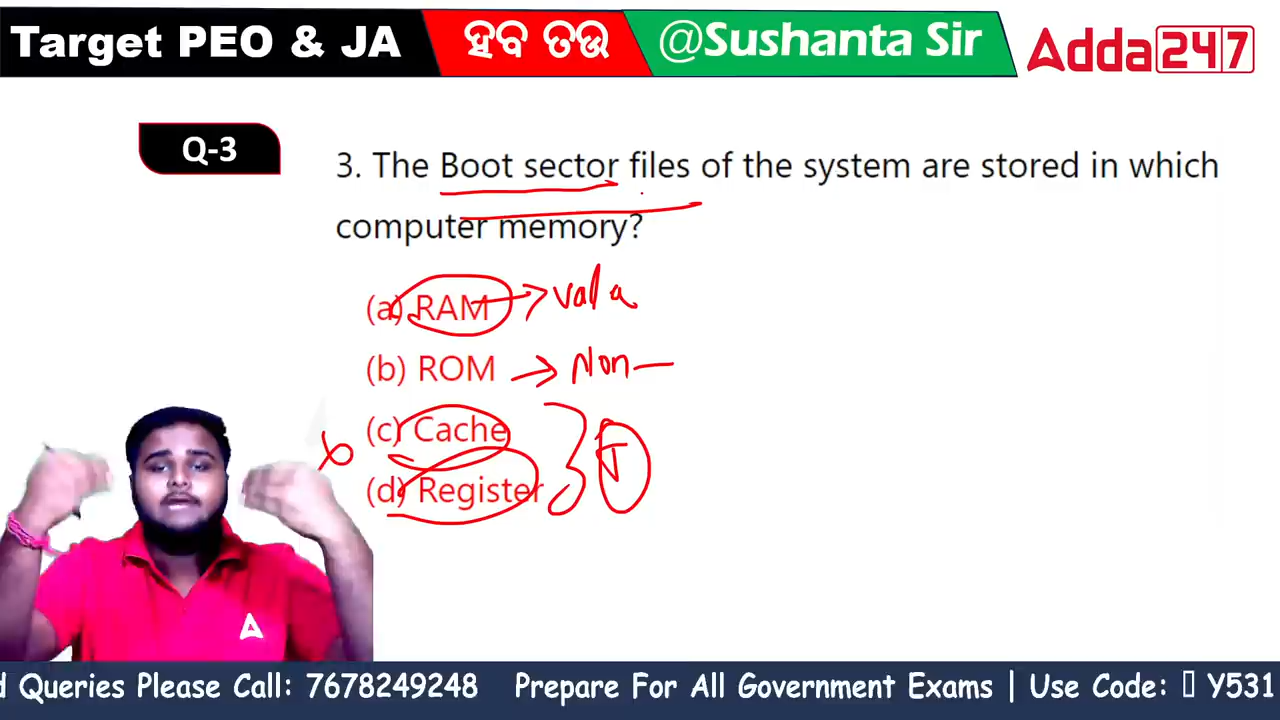 Target PEO & JA ହବ ତଉ @Sushanta Sir Adda247
Q-3
3. The Boot sector files of the system are stored in which
computer memory?
(a) RAM
(b) ROM → Non—
(c) Cache
(d) Register
d Queries Please Call: 7678249248 Prepare For All Government Exams | Use Code: Y531